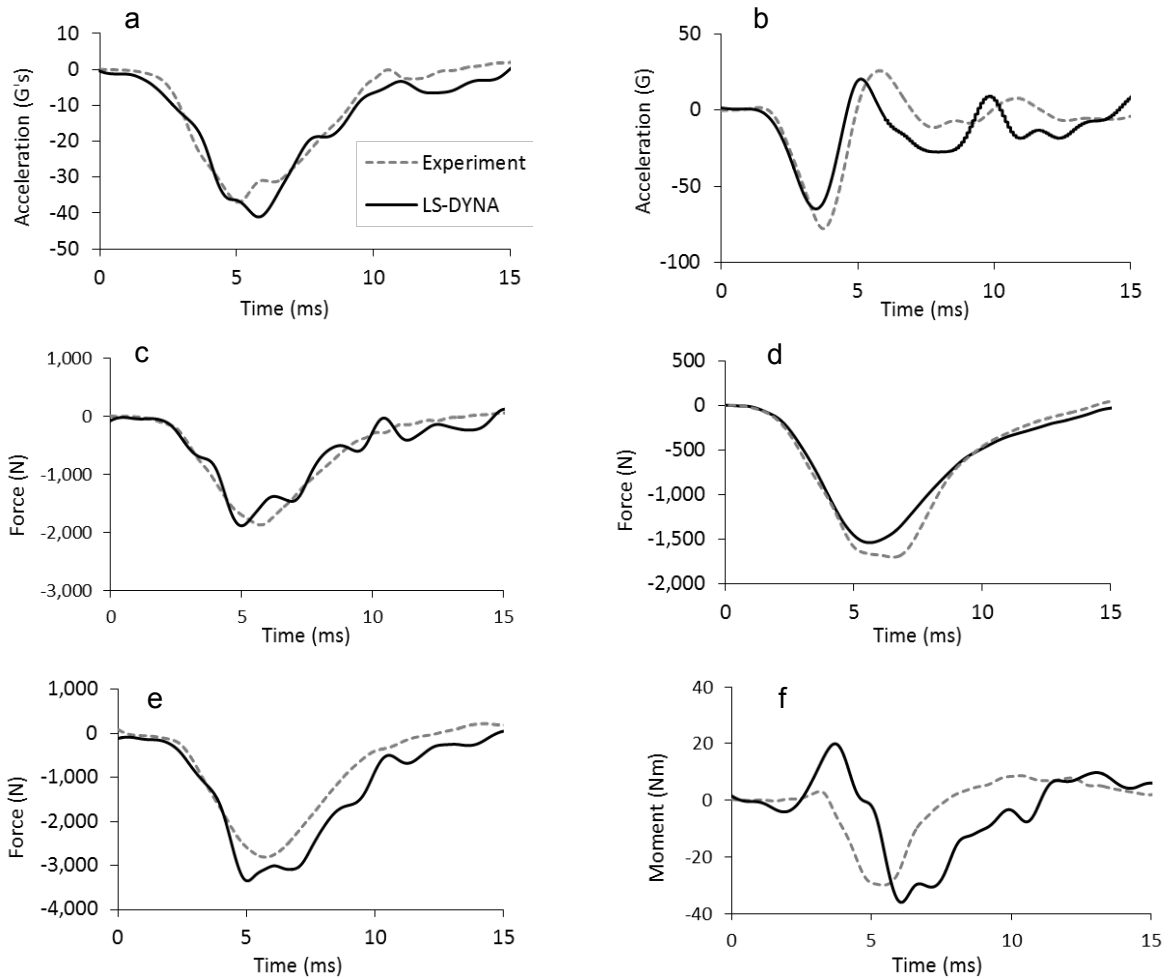 a
10
0
-10
-20
-30
-40
-50
Acceleration (G's)
Experiment
LS-DYNA
0 5 10 15
Time (ms)
b
50
0
-50
-100
Acceleration (G)
0 5 10 15
Time (ms)
c
1,000
0
-1,000
-2,000
-3,000
Force (N)
0 5 10 15
Time (ms)
d
500
0
-500
-1,000
-1,500
-2,000
Force (N)
0 5 10 15
Time (ms)
e
1,000
0
-1,000
-2,000
-3,000
-4,000
Force (N)
0 5 10 15
Time (ms)
f
40
20
0
-20
-40
Moment (Nm)
0 5 10 15
Time (ms)